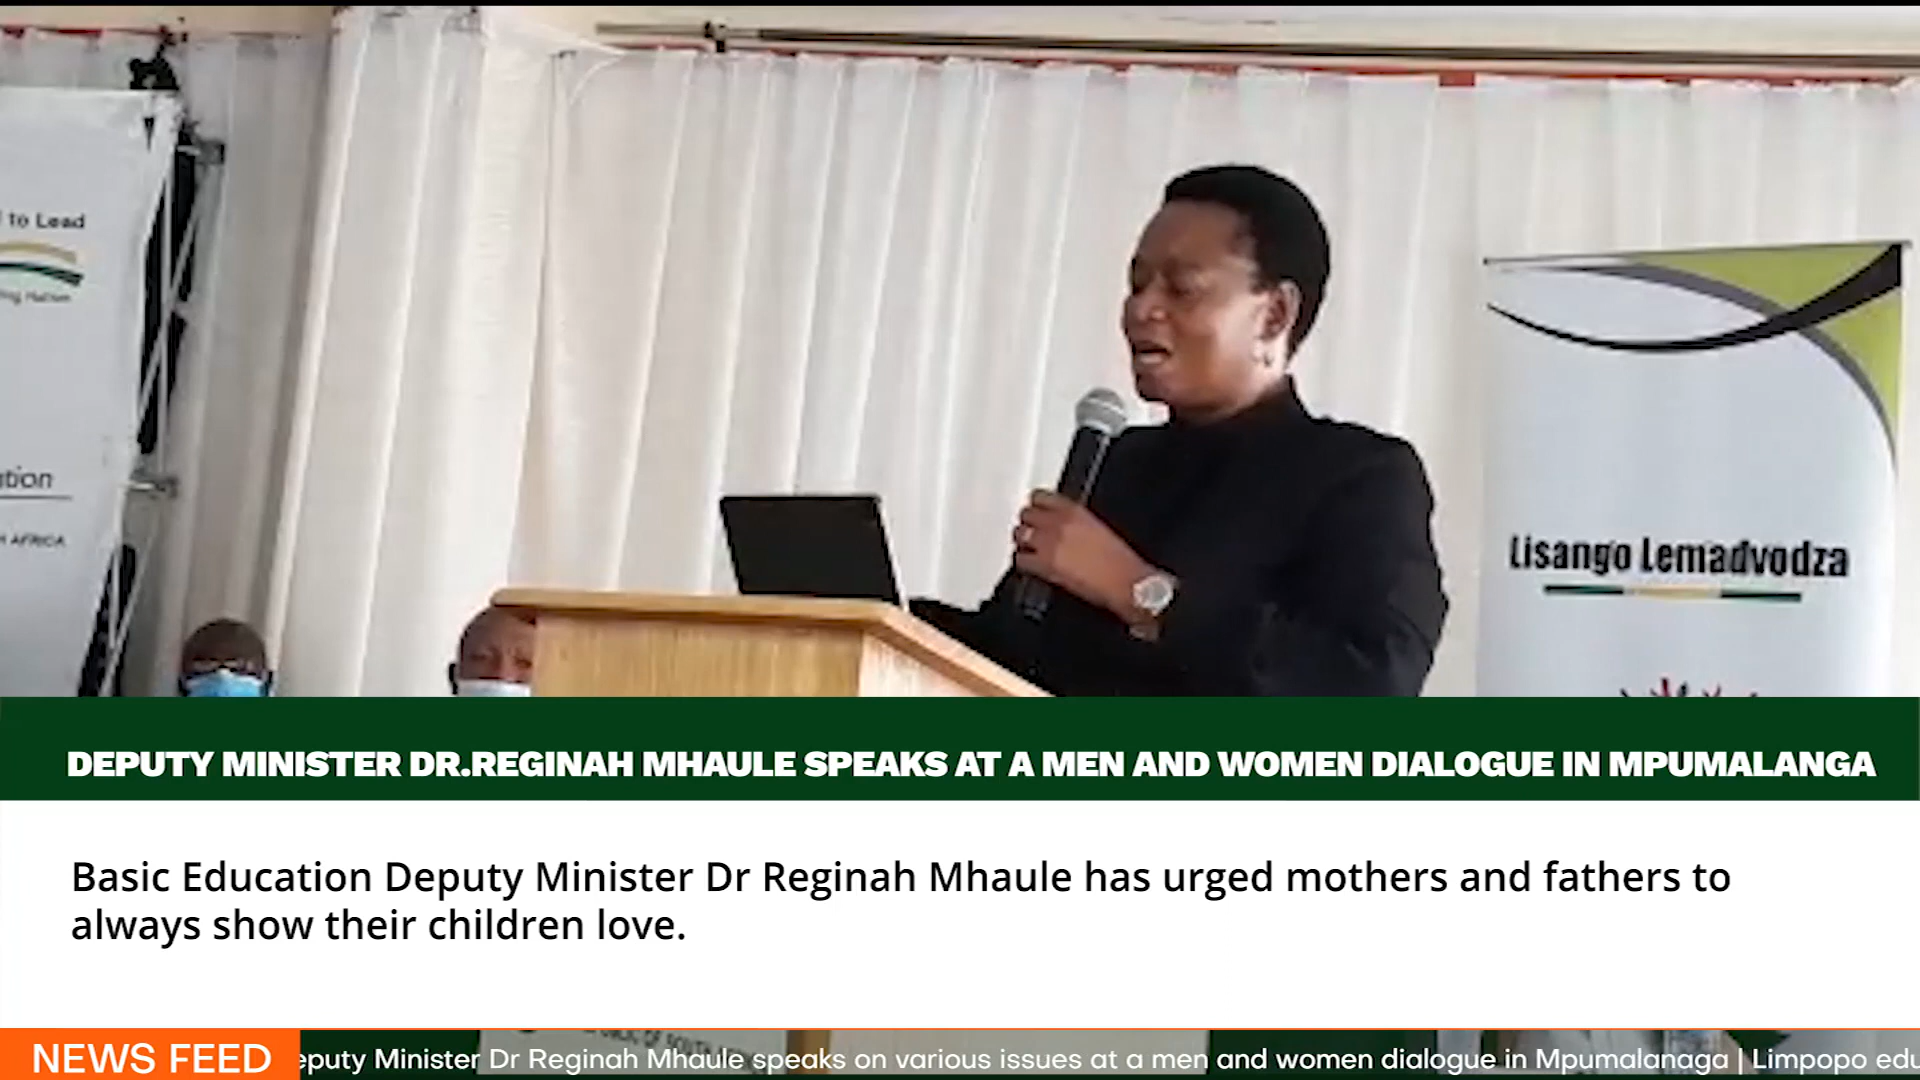 to Lead
Lisango Lemadvodza
AFRICA
DEPUTY MINISTER DR.REGINAH MHAULE SPEAKS AT A MEN AND WOMEN DIALOGUE IN MPUMALANGA
Basic Education Deputy Minister Dr Reginah Mhaule has urged mothers and fathers to
always show their children love.
NEWS FEED
eputy Minister Dr Reginah Mhaule speaks on various issues at a men and women dialogue in Mpumalanaga | Limpopo edu